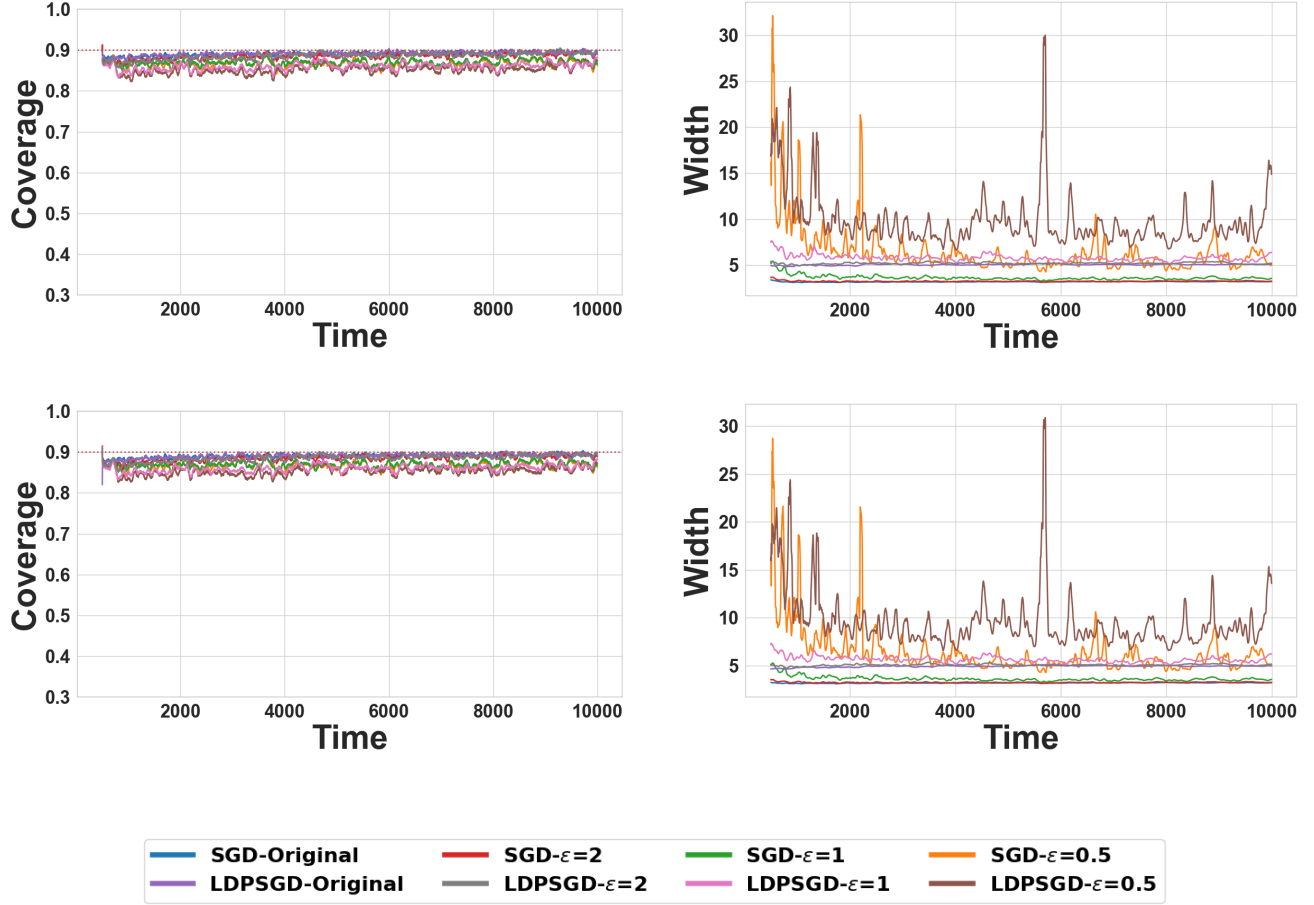 1.0
0.9
0.8
0.7
0.6
0.5
0.4
0.3
Coverage
2000 4000 6000 8000 10000
Time
30
25
20
15
10
5
Width
2000 4000 6000 8000 10000
Time
1.0
0.9
0.8
0.7
0.6
0.5
0.4
0.3
Coverage
2000 4000 6000 8000 10000
Time
30
25
20
15
10
5
Width
2000 4000 6000 8000 10000
Time
SGD-Original SGD-ε=2 SGD-ε=1 SGD-ε=0.5
LDPSGD-Original LDPSGD-ε=2 LDPSGD-ε=1 LDPSGD-ε=0.5